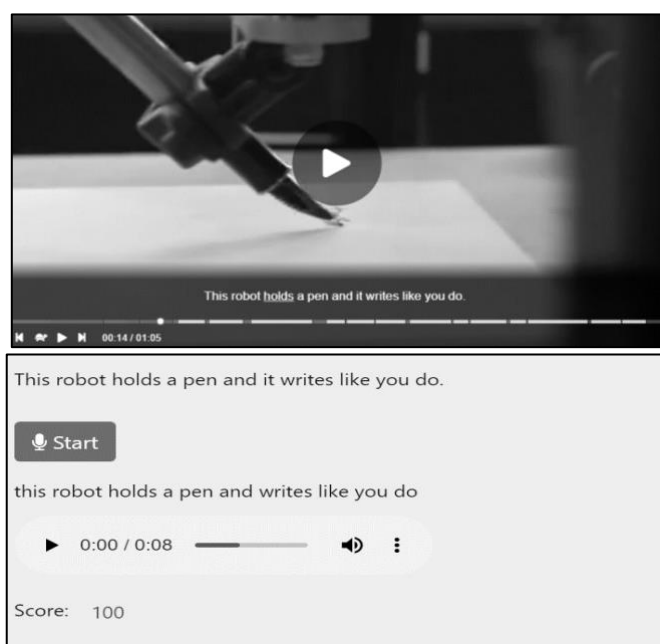 This robot holds a pen and it writes like you do.
00:14 / 01:05
This robot holds a pen and it writes like you do.
Start
this robot holds a pen and writes like you do
0:00 / 0:08
Score: 100